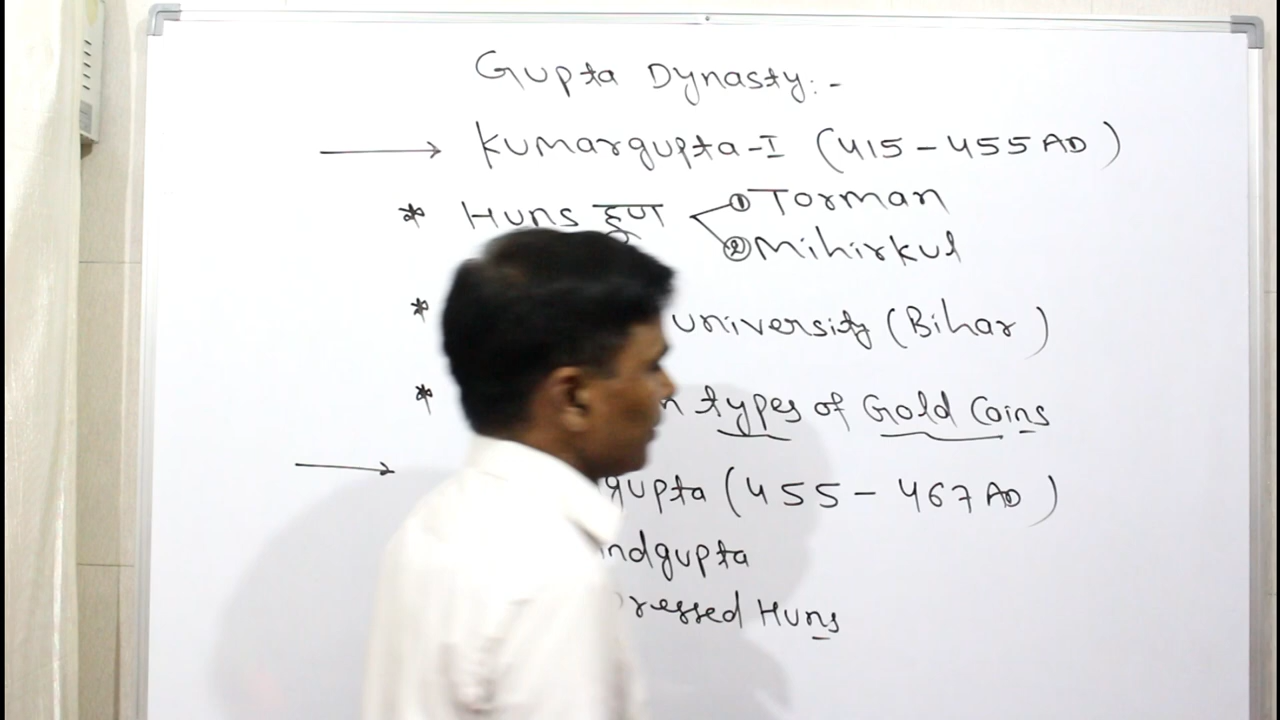 Gupta Dynasty:-
Kumargupta-I (415-455 AD)
* Huns हूण ① Torman
② Mihirkul
* university (Bihar)
* types of Gold Coins
gupta (455-467 AD)
ndgupta
ressed Huns